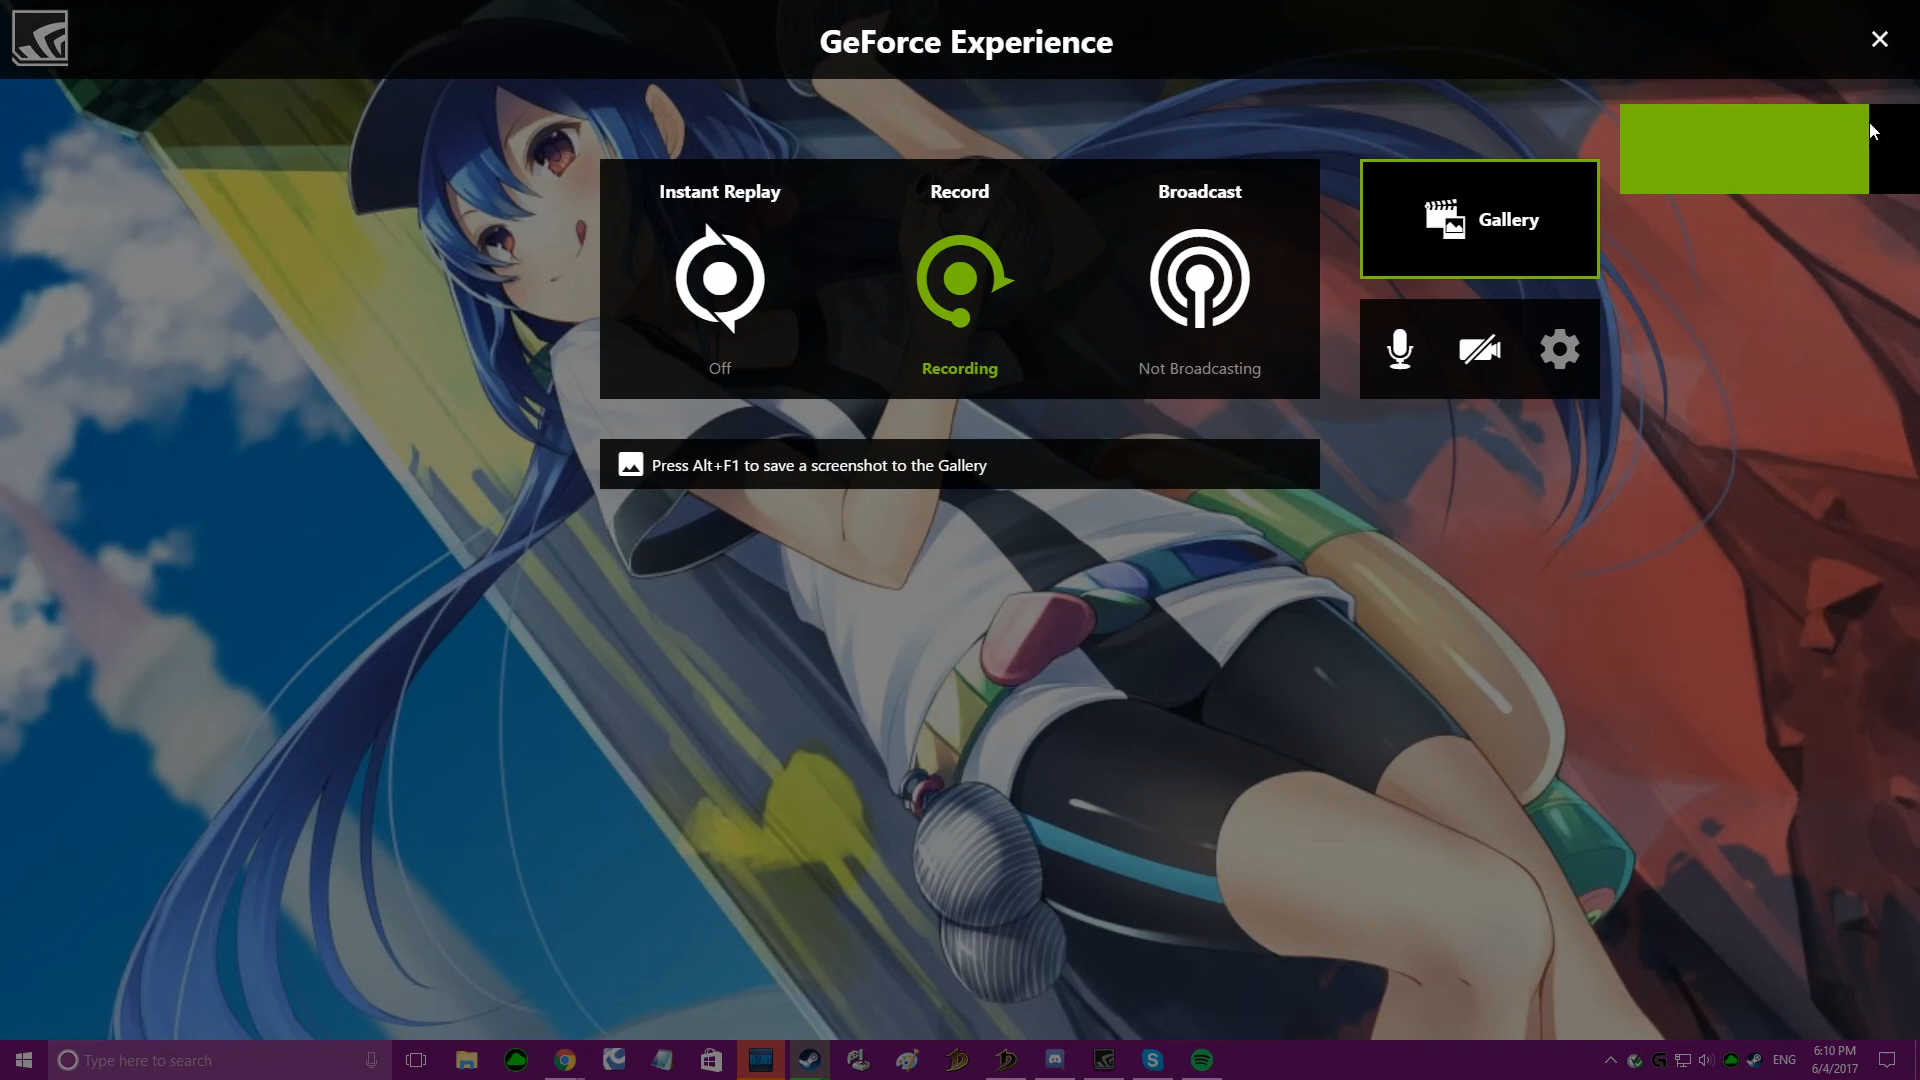 GeForce Experience
Instant Replay
Record
Broadcast
Gallery
Off
Recording
Not Broadcasting
Press Alt+F1 to save a screenshot to the Gallery
Type here to search
ENG
6:10 PM
6/4/2017